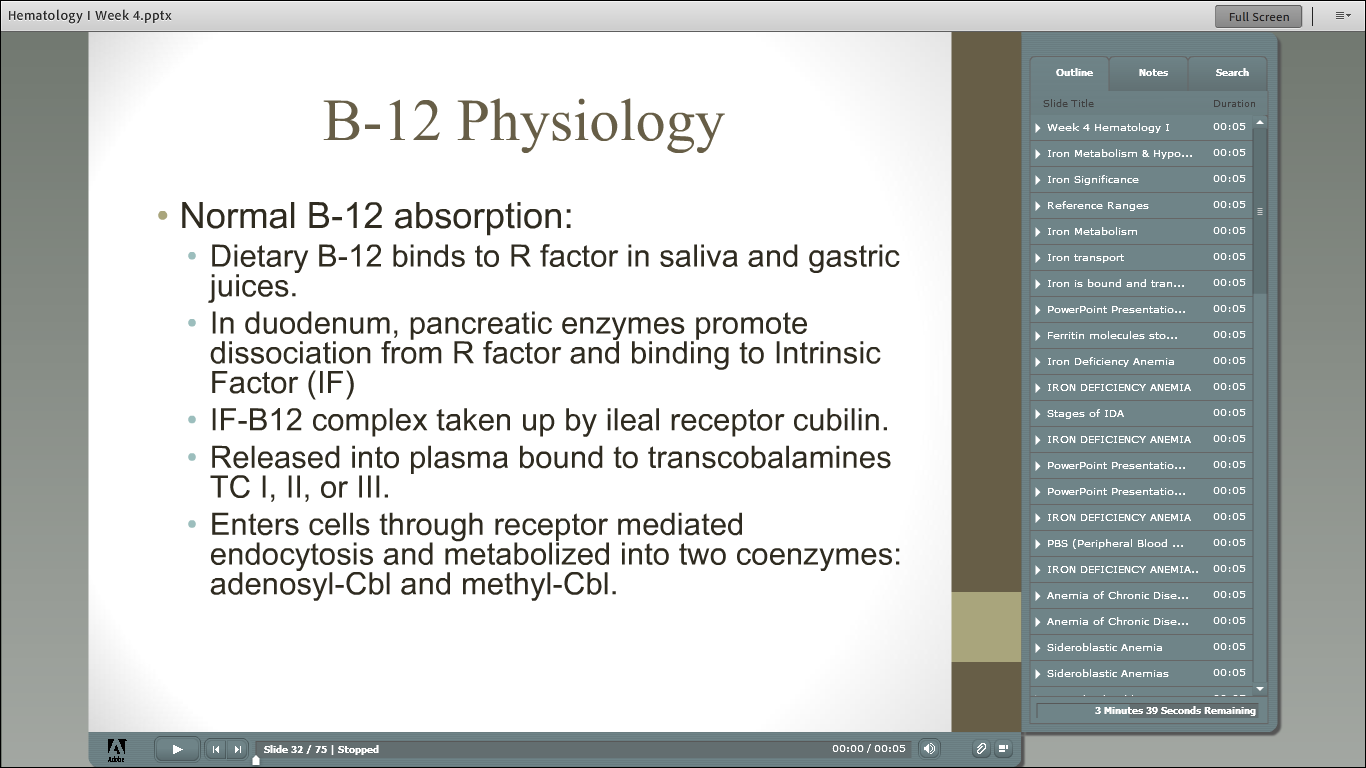 Hematology I Week 4.pptx
Full Screen
B-12 Physiology
• Normal B-12 absorption:
• Dietary B-12 binds to R factor in saliva and gastric
juices.
• In duodenum, pancreatic enzymes promote
dissociation from R factor and binding to Intrinsic
Factor (IF)
• IF-B12 complex taken up by ileal receptor cubilin.
• Released into plasma bound to transcobalamines
TC I, II, or III.
• Enters cells through receptor mediated
endocytosis and metabolized into two coenzymes:
adenosyl-Cbl and methyl-Cbl.
Adobe
Slide 32 / 75 | Stopped
00:00 / 00:05
Outline Notes Search
Slide Title Duration
Week 4 Hematology I 00:05
Iron Metabolism & Hypo... 00:05
Iron Significance 00:05
Reference Ranges 00:05
Iron Metabolism 00:05
Iron transport 00:05
Iron is bound and tran... 00:05
PowerPoint Presentatio... 00:05
Ferritin molecules sto... 00:05
Iron Deficiency Anemia 00:05
IRON DEFICIENCY ANEMIA 00:05
Stages of IDA 00:05
IRON DEFICIENCY ANEMIA 00:05
PowerPoint Presentatio... 00:05
PowerPoint Presentatio... 00:05
IRON DEFICIENCY ANEMIA 00:05
PBS (Peripheral Blood ... 00:05
IRON DEFICIENCY ANEMIA.. 00:05
Anemia of Chronic Dise... 00:05
Anemia of Chronic Dise... 00:05
Sideroblastic Anemia 00:05
Sideroblastic Anemias 00:05
3 Minutes 39 Seconds Remaining